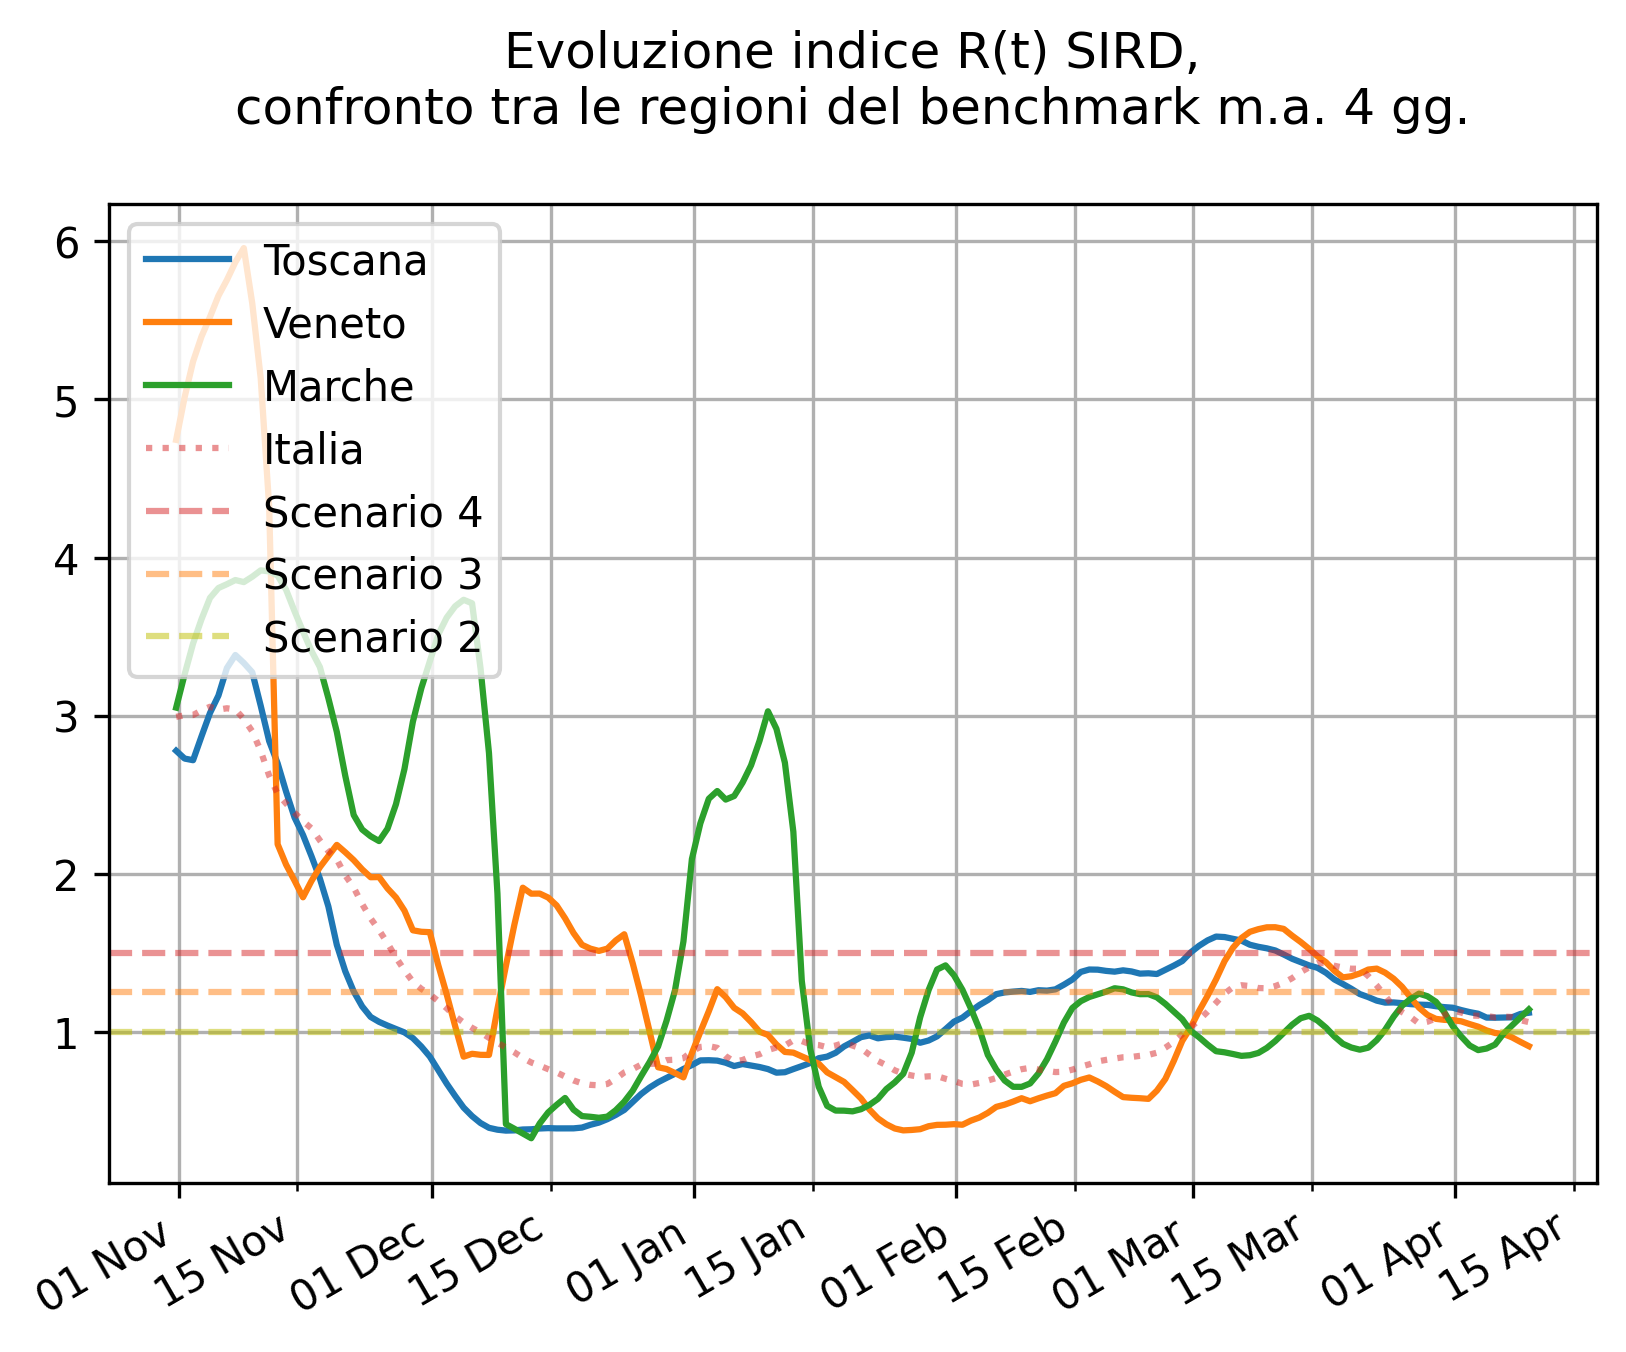 Evoluzione indice R(t) SIRD,
confronto tra le regioni del benchmark m.a. 4 gg.
6
5
4
3
2
1
Toscana
Veneto
Marche
Italia
Scenario 4
Scenario 3
Scenario 2
01 Nov
15 Nov
01 Dec
15 Dec
01 Jan
15 Jan
01 Feb
15 Feb
01 Mar
15 Mar
01 Apr
15 Apr